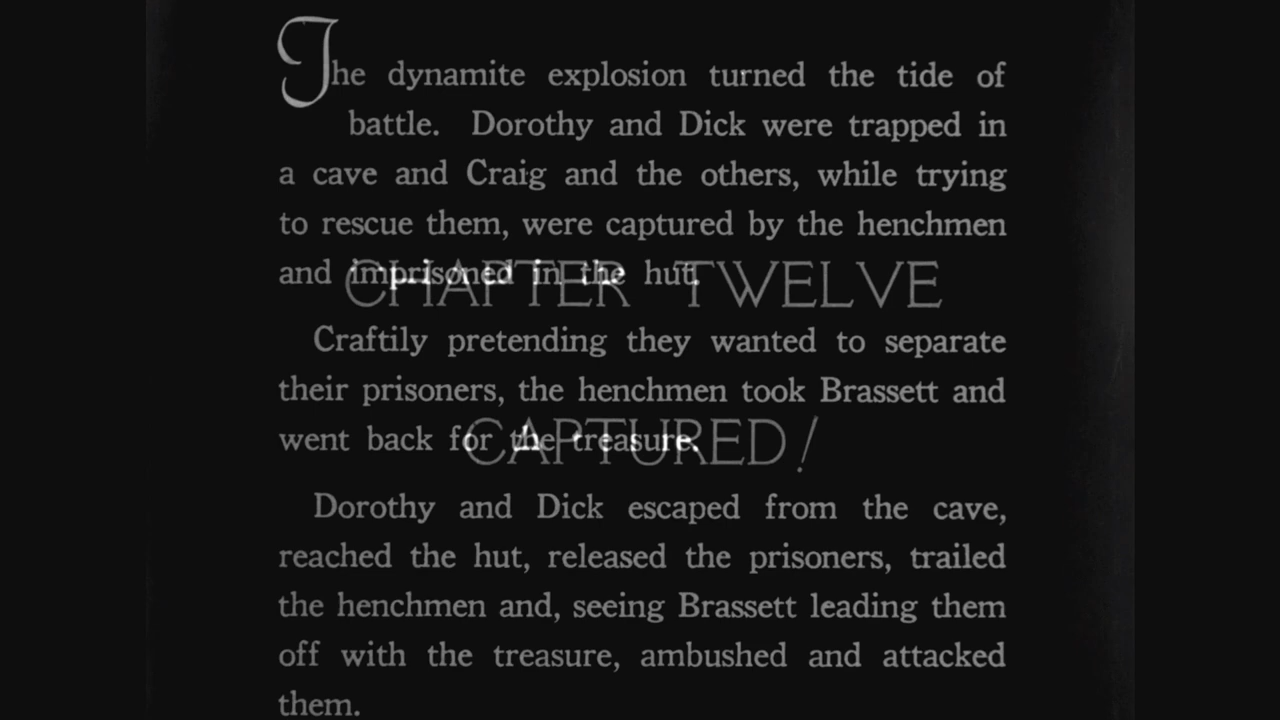 The dynamite explosion turned the tide of
battle. Dorothy and Dick were trapped in
a cave and Craig and the others, while trying
to rescue them, were captured by the henchmen
and imprisoned in the hut.
CHAPTER TWELVE
Craftily pretending they wanted to separate
their prisoners, the henchmen took Brassett and
went back for the treasure.
CAPTURED!
Dorothy and Dick escaped from the cave,
reached the hut, released the prisoners, trailed
the henchmen and, seeing Brassett leading them
off with the treasure, ambushed and attacked
them.